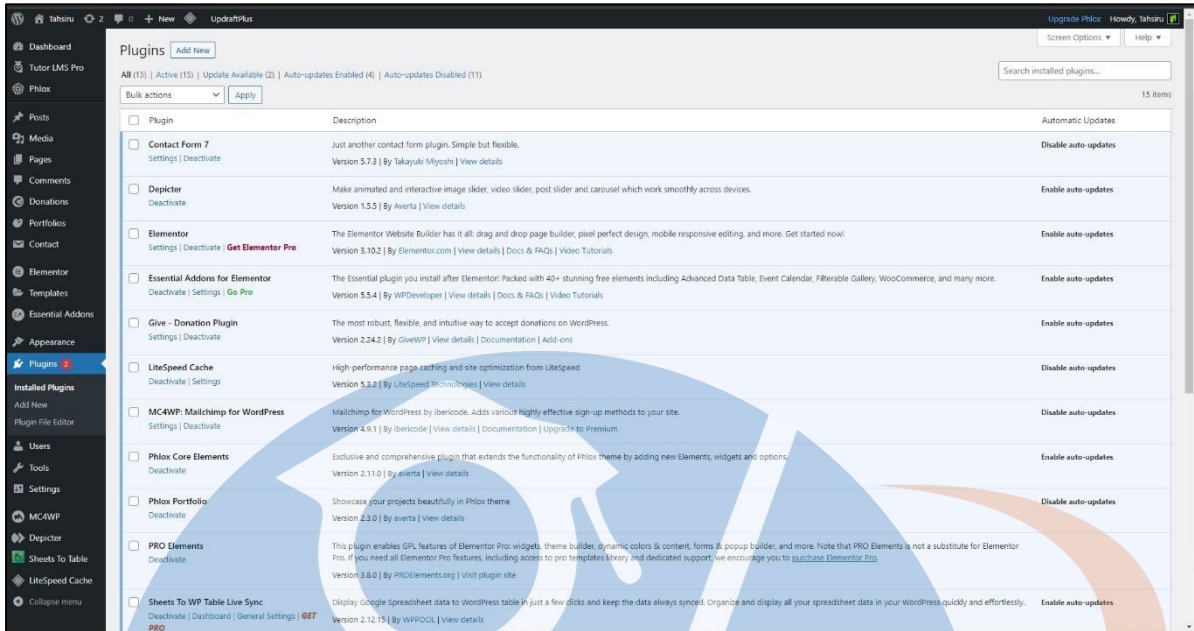 Tahsiru 2 0 + New UpdraftPlus Upgrade Phlox Howdy, Tahsiru
Screen Options Help
Dashboard
Tutor LMS Pro
Phlox
Posts
Media
Pages
Comments
Donations
Portfolios
Contact
Elementor
Templates
Essential Addons
Appearance
Plugins 2
Installed Plugins
Add New
Plugin File Editor
Users
Tools
Settings
MC4WP
Depicter
Sheets To Table
LiteSpeed Cache
Collapse menu
Plugins Add New
All (15) | Active (15) | Update Available (2) | Auto-updates Enabled (4) | Auto-updates Disabled (11)
Search installed plugins...
Bulk actions Apply 15 items
Plugin Description Automatic Updates
Contact Form 7 Just another contact form plugin. Simple but flexible. Disable auto-updates
Settings | Deactivate Version 5.7.3 | By Takayuki Miyoshi | View details
Depicter Make animated and interactive image slider, video slider, post slider and carousel which work smoothly across devices. Enable auto-updates
Deactivate Version 1.5.5 | By Averta | View details
Elementor The Elementor Website Builder has it all: drag and drop page builder, pixel perfect design, mobile responsive editing, and more. Get started now! Enable auto-updates
Settings | Deactivate | Get Elementor Pro Version 3.10.2 | By Elementor.com | View details | Docs & FAQs | Video Tutorials
Essential Addons for Elementor The Essential plugin you install after Elementor: Packed with 40+ stunning free elements including Advanced Data Table, Event Calendar, Filterable Gallery, WooCommerce, and many more. Enable auto-updates
Deactivate | Settings | Go Pro Version 5.5.4 | By WPDeveloper | View details | Docs & FAQs | Video Tutorials
Give - Donation Plugin The most robust, flexible, and intuitive way to accept donations on WordPress. Enable auto-updates
Settings | Deactivate Version 2.24.2 | By GiveWP | View details | Documentation | Add-ons
LiteSpeed Cache High-performance page caching and site optimization from LiteSpeed Disable auto-updates
Deactivate | Settings Version 5.3.2 | By LiteSpeed Technologies | View details
MC4WP: Mailchimp for WordPress Mailchimp for WordPress by ibericode. Adds various highly effective sign-up methods to your site. Disable auto-updates
Settings | Deactivate Version 4.9.1 | By ibericode | View details | Documentation | Upgrade to Premium
Phlox Core Elements Exclusive and comprehensive plugin that extends the functionality of Phlox theme by adding new Elements, widgets and options. Enable auto-updates
Deactivate Version 2.11.0 | By averta | View details
Phlox Portfolio Showcase your projects beautifully in Phlox theme Disable auto-updates
Deactivate Version 2.3.0 | By averta | View details
PRO Elements This plugin enables GPL features of Elementor Pro: widgets, theme builder, dynamic colors & content, forms & popup builder, and more. Note that PRO Elements is not a substitute for Elementor
Deactivate Pro. If you need all Elementor Pro features, including access to pro templates library and dedicated support, we encourage you to purchase Elementor Pro.
Version 3.8.0 | By PROElements.org | Visit plugin site
Sheets To WP Table Live Sync Display Google Spreadsheet data to WordPress table in just a few clicks and keep the data always synced. Organize and display all your spreadsheet data in your WordPress quickly and effortlessly. Enable auto-updates
Deactivate | Dashboard | General Settings | GET Version 2.12.15 | By WPPOOL | View details
PRO